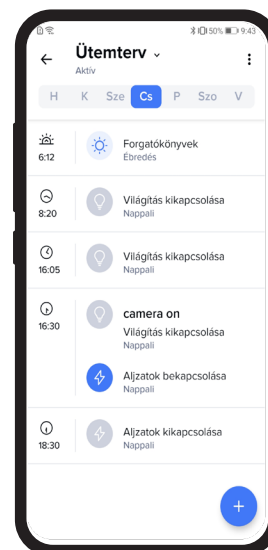 50% 9:43
Ütemterv
Aktív
H K Sze Cs P Szo V
6:12
Forgatókönyvek
Ébredés
8:20
Világítás kikapcsolása
Nappali
16:05
Világítás kikapcsolása
Nappali
16:30
camera on
Világítás kikapcsolása
Nappali
Aljzatok bekapcsolása
Nappali
18:30
Aljzatok kikapcsolása
Nappali